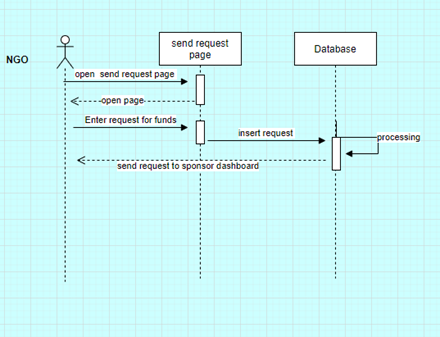 send request
page
Database
NGO
open  send request page
open page
Enter request for funds
insert request
processing
send request to sponsor dashboard